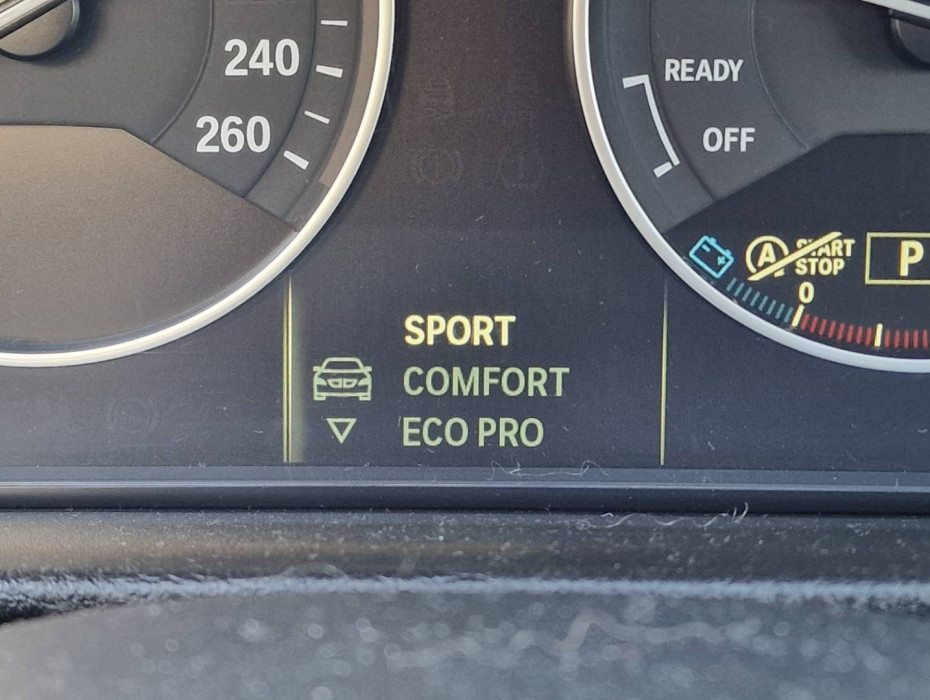 240
260
READY
OFF
A
START
STOP
P
0
SPORT
COMFORT
ECO PRO